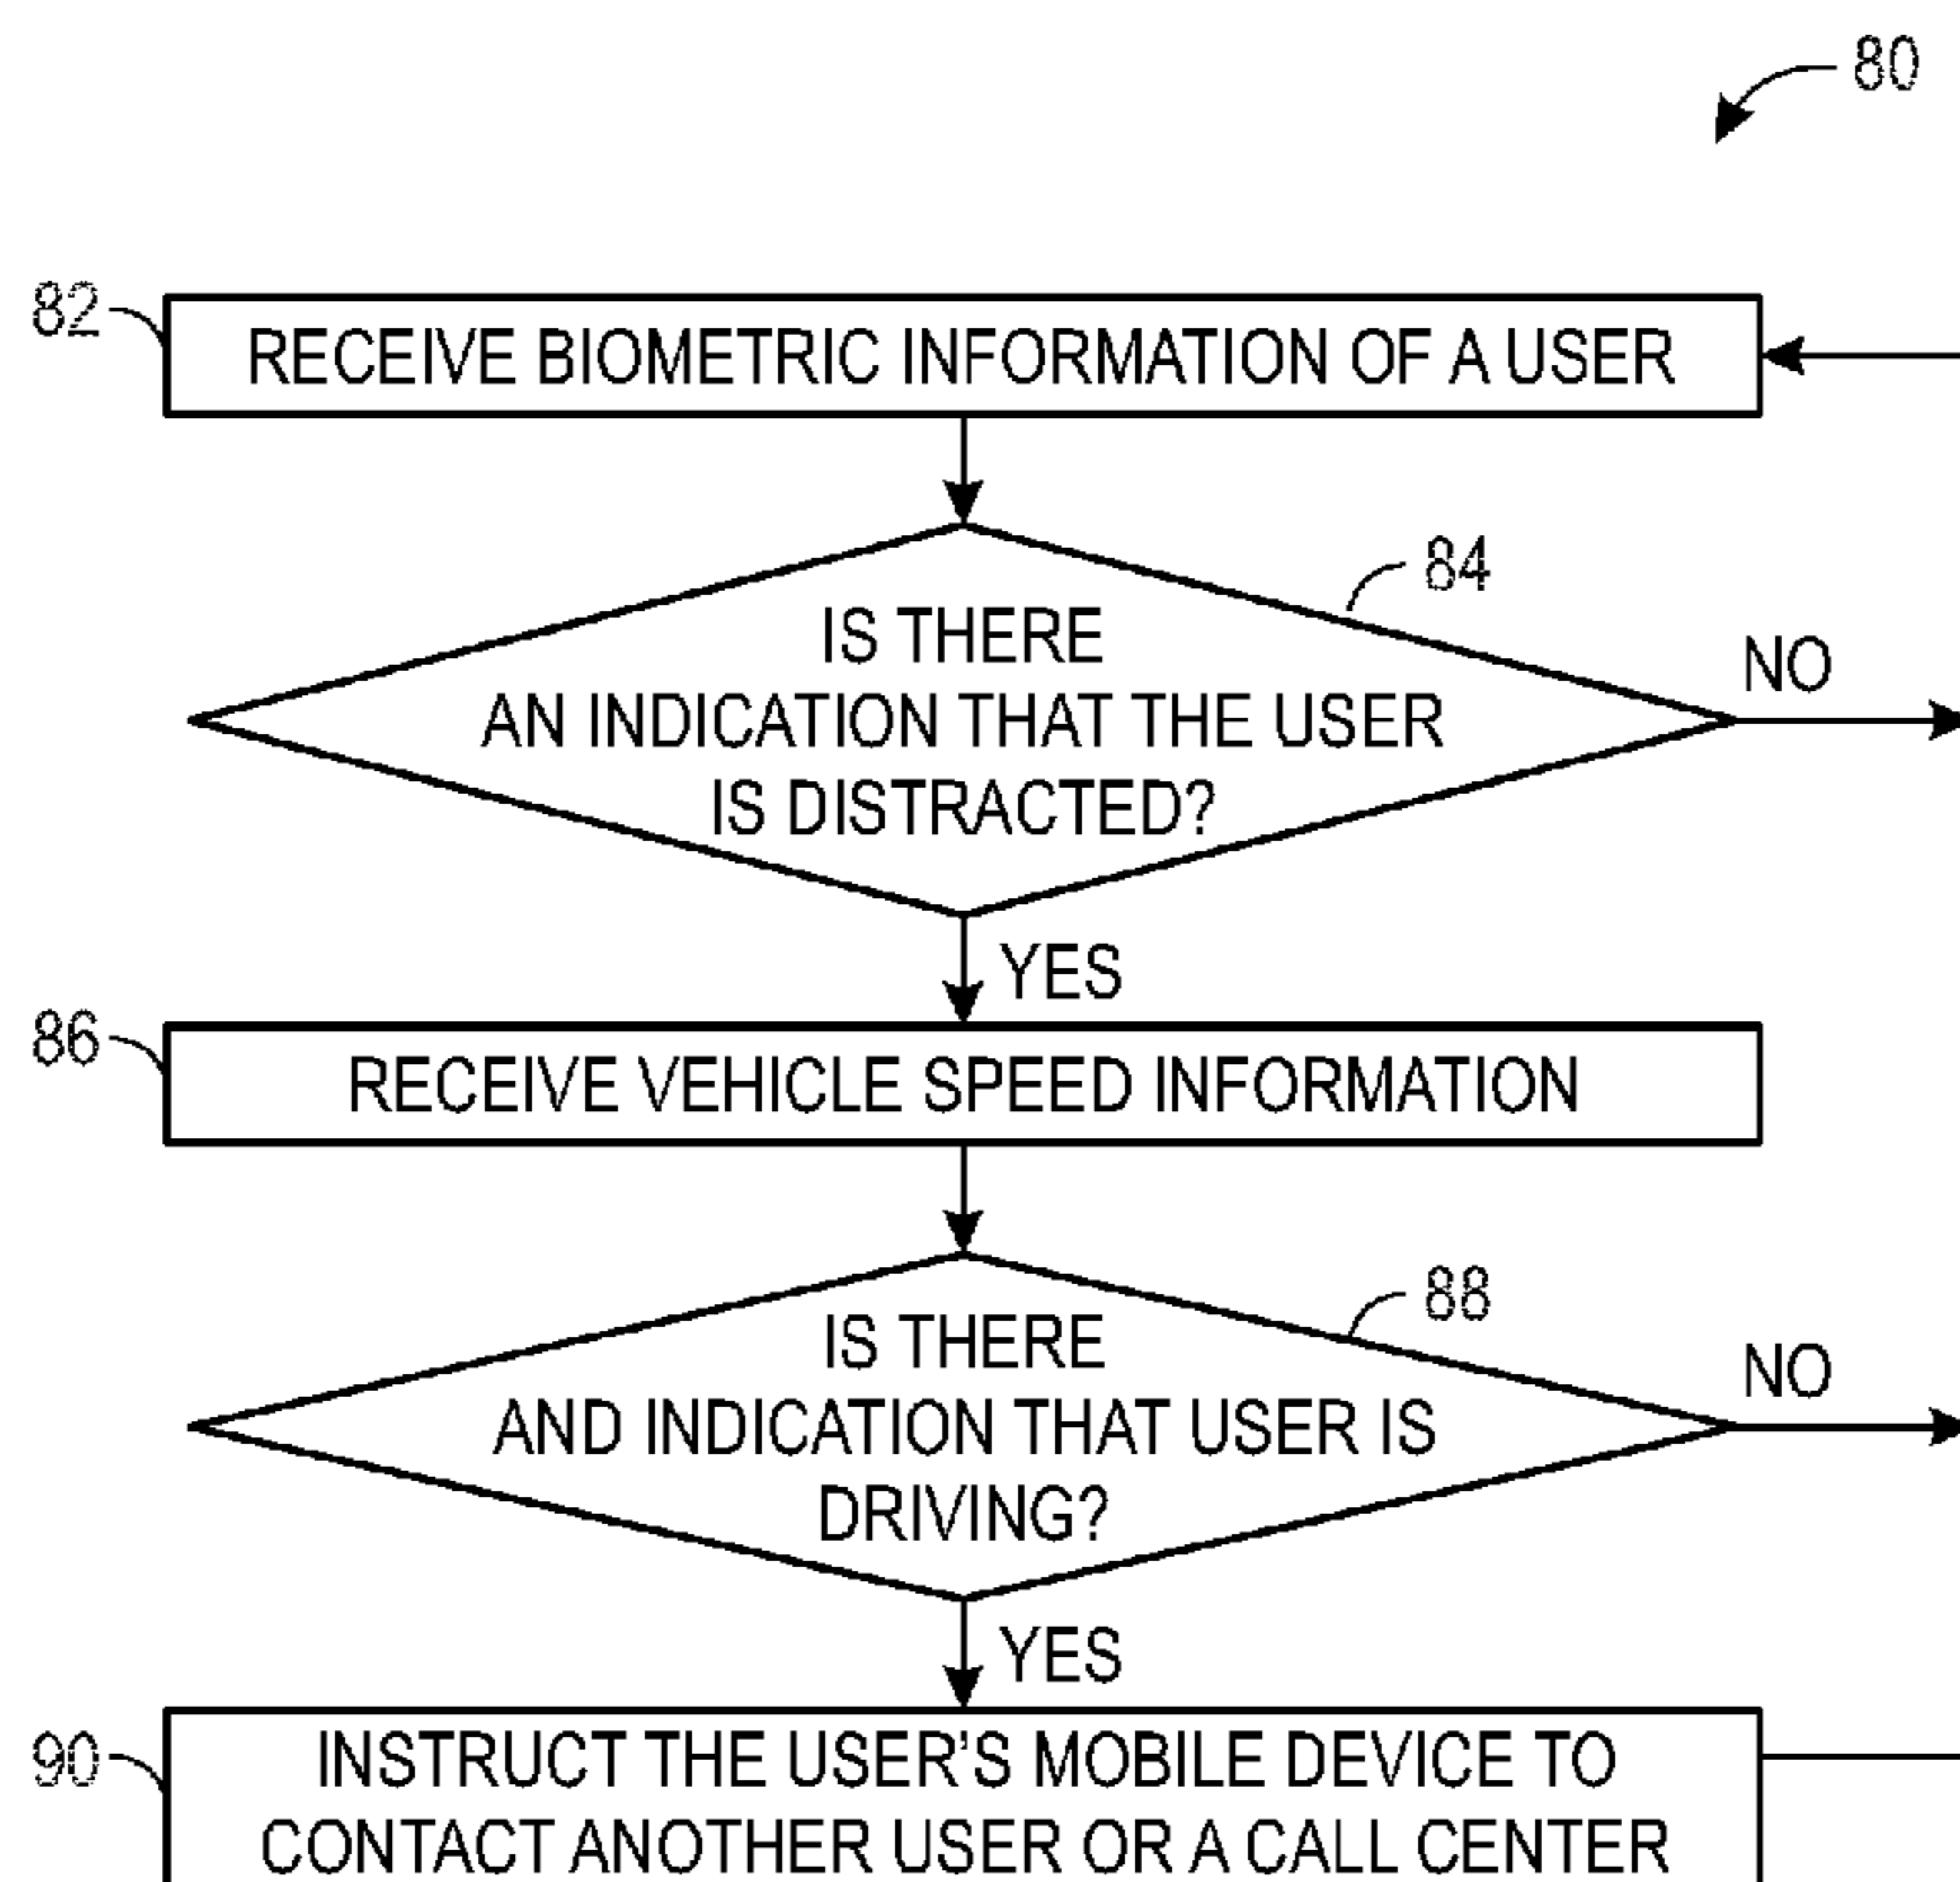 80
82
RECEIVE BIOMETRIC INFORMATION OF A USER
84
IS THERE
AN INDICATION THAT THE USER
IS DISTRACTED?
NO
YES
86
RECEIVE VEHICLE SPEED INFORMATION
88
IS THERE
AND INDICATION THAT USER IS
DRIVING?
NO
YES
90
INSTRUCT THE USER'S MOBILE DEVICE TO
CONTACT ANOTHER USER OR A CALL CENTER